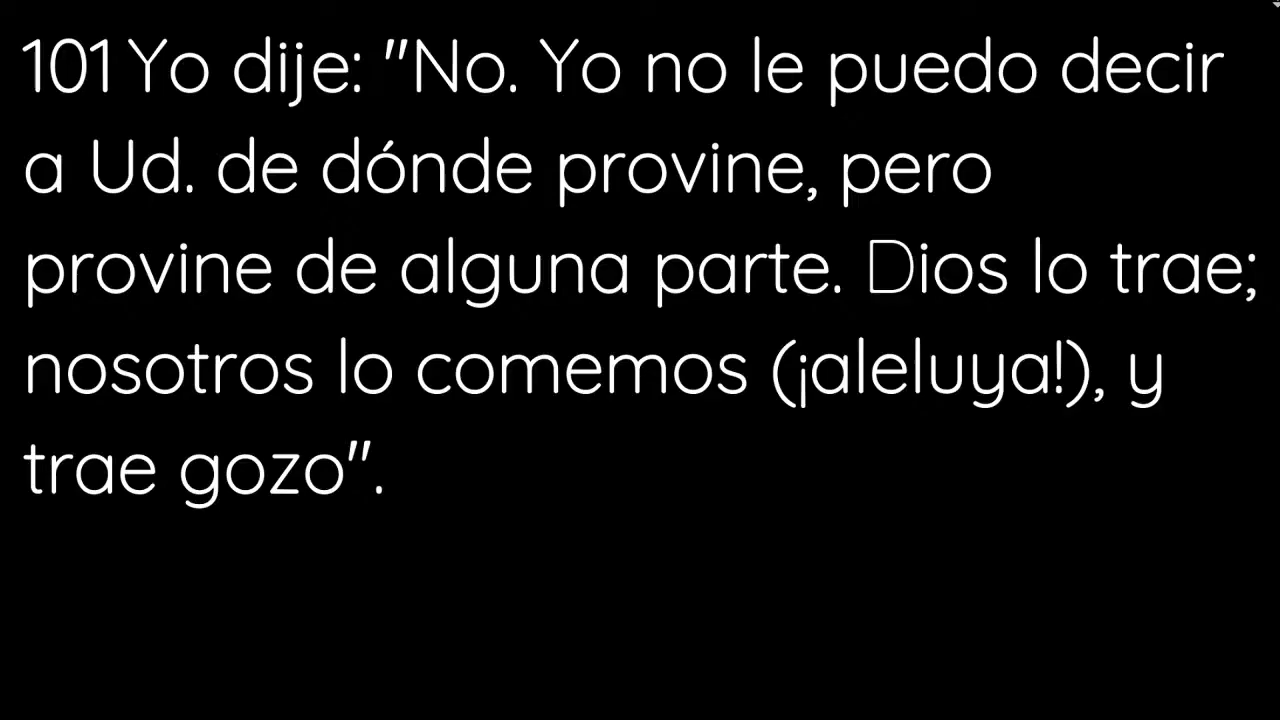 101 Yo dije: "No. Yo no le puedo decir
a Ud. de dónde provine, pero
provine de alguna parte. Dios lo trae;
nosotros lo comemos (¡aleluya!), y
trae gozo".